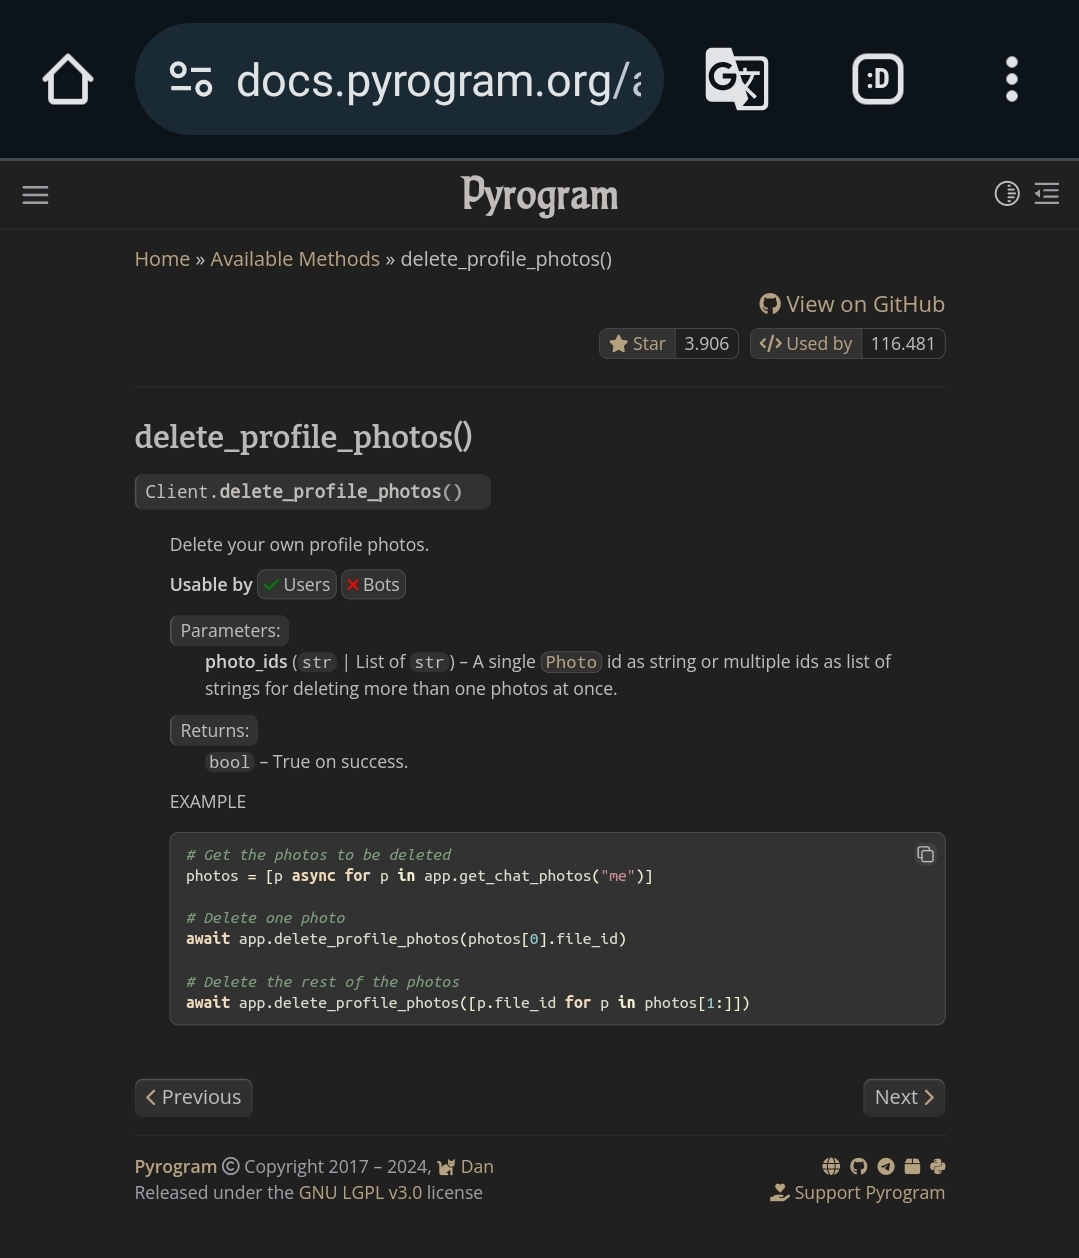 docs.pyrogram.org/a
:D
Pyrogram
Home » Available Methods » delete_profile_photos()
View on GitHub
Star 3.906 Used by 116.481
delete_profile_photos()
Client.delete_profile_photos()
Delete your own profile photos.
Usable by Users Bots
Parameters:
photo_ids (str | List of str) – A single Photo id as string or multiple ids as list of
strings for deleting more than one photos at once.
Returns:
bool – True on success.
EXAMPLE
# Get the photos to be deleted
photos = [p async for p in app.get_chat_photos("me")]
# Delete one photo
await app.delete_profile_photos(photos[0].file_id)
# Delete the rest of the photos
await app.delete_profile_photos([p.file_id for p in photos[1:]])
Previous Next
Pyrogram © Copyright 2017 – 2024, Dan
Released under the GNU LGPL v3.0 license
Support Pyrogram